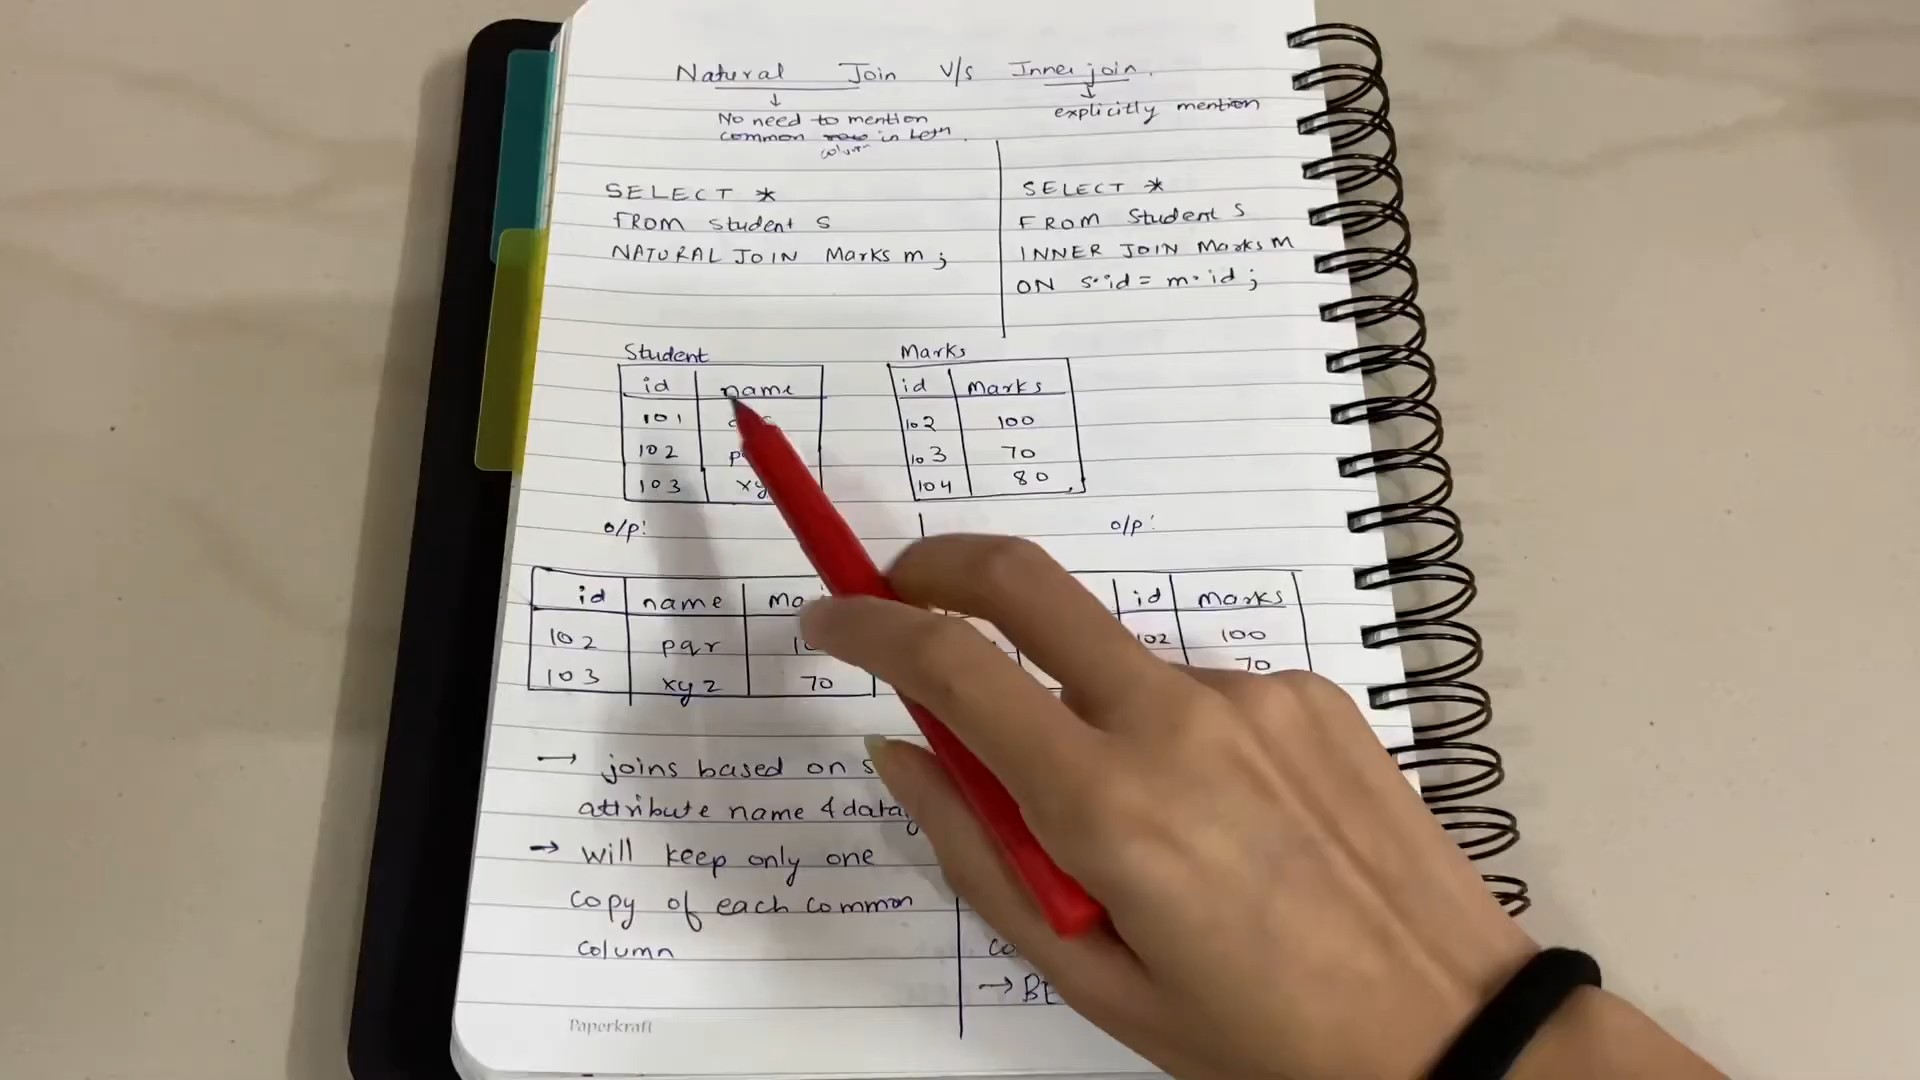 Natural Join V/s Inner join.
↓ ↓
No need to mention
common row in both
column
explicitly mention
SELECT *
FROM Student S
NATURAL JOIN Marks m ;
SELECT *
FROM Student S
INNER JOIN Marks M
ON s.id = m.id ;
Student
id name
101
102
103
Marks
id Marks
102 100
103 70
104 80
o/p:
id name
102 pqr
103 xyz 70
o/p:
id Marks
102 100
70
→ joins based on
attribute name &
→ will keep only one
copy of each common
column
→
Paperkraft